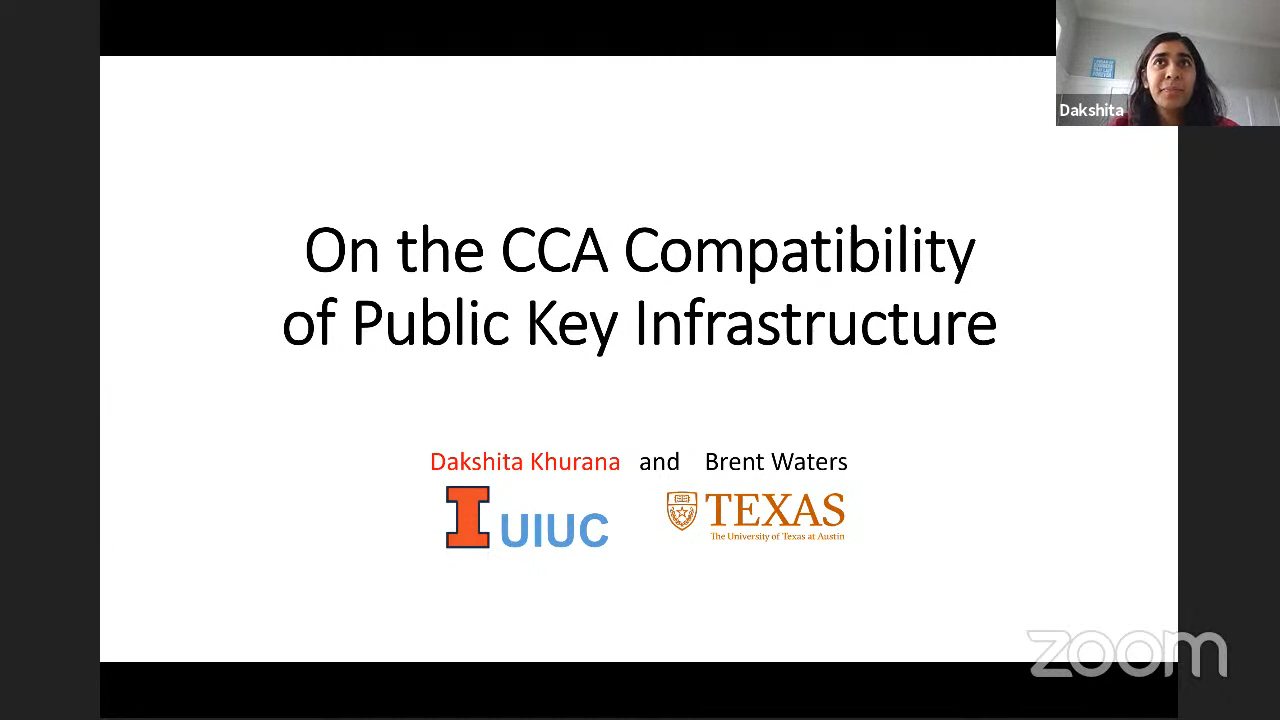 Dakshita
On the CCA Compatibility
of Public Key Infrastructure
Dakshita Khurana and Brent Waters
I UIUC
TEXAS
The University of Texas at Austin
zoom